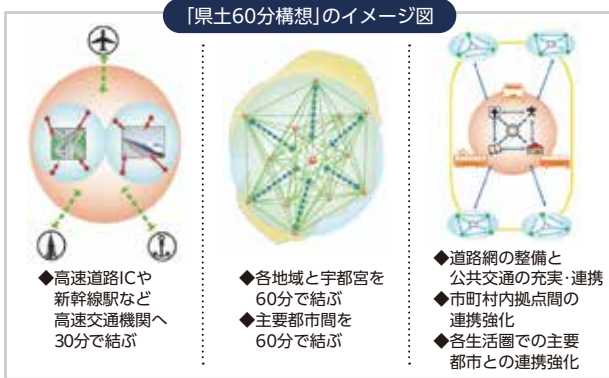 「県土60分構想」のイメージ図
◆高速道路ICや
新幹線駅など
高速交通機関へ
30分で結ぶ
◆各地域と宇都宮を
60分で結ぶ
◆主要都市間を
60分で結ぶ
◆道路網の整備と
公共交通の充実・連携
◆市町村内拠点間の
連携強化
◆各生活圏での主要
都市との連携強化